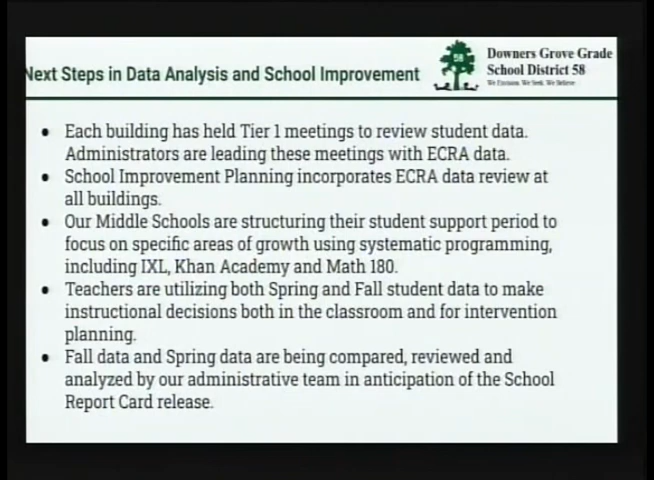 Next Steps in Data Analysis and School Improvement
58
Downers Grove Grade
School District 58
We Envision. We Seek. We Believe
• Each building has held Tier 1 meetings to review student data.
Administrators are leading these meetings with ECRA data.
• School Improvement Planning incorporates ECRA data review at
all buildings.
• Our Middle Schools are structuring their student support period to
focus on specific areas of growth using systematic programming,
including IXL, Khan Academy and Math 180.
• Teachers are utilizing both Spring and Fall student data to make
instructional decisions both in the classroom and for intervention
planning.
• Fall data and Spring data are being compared, reviewed and
analyzed by our administrative team in anticipation of the School
Report Card release.